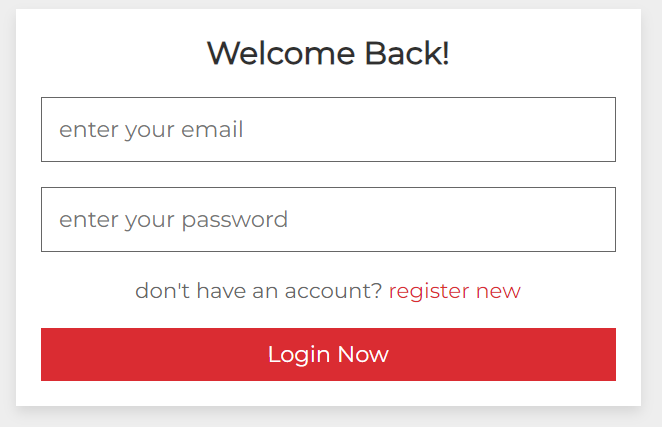 Welcome Back!
enter your email
enter your password
don't have an account? register new
Login Now